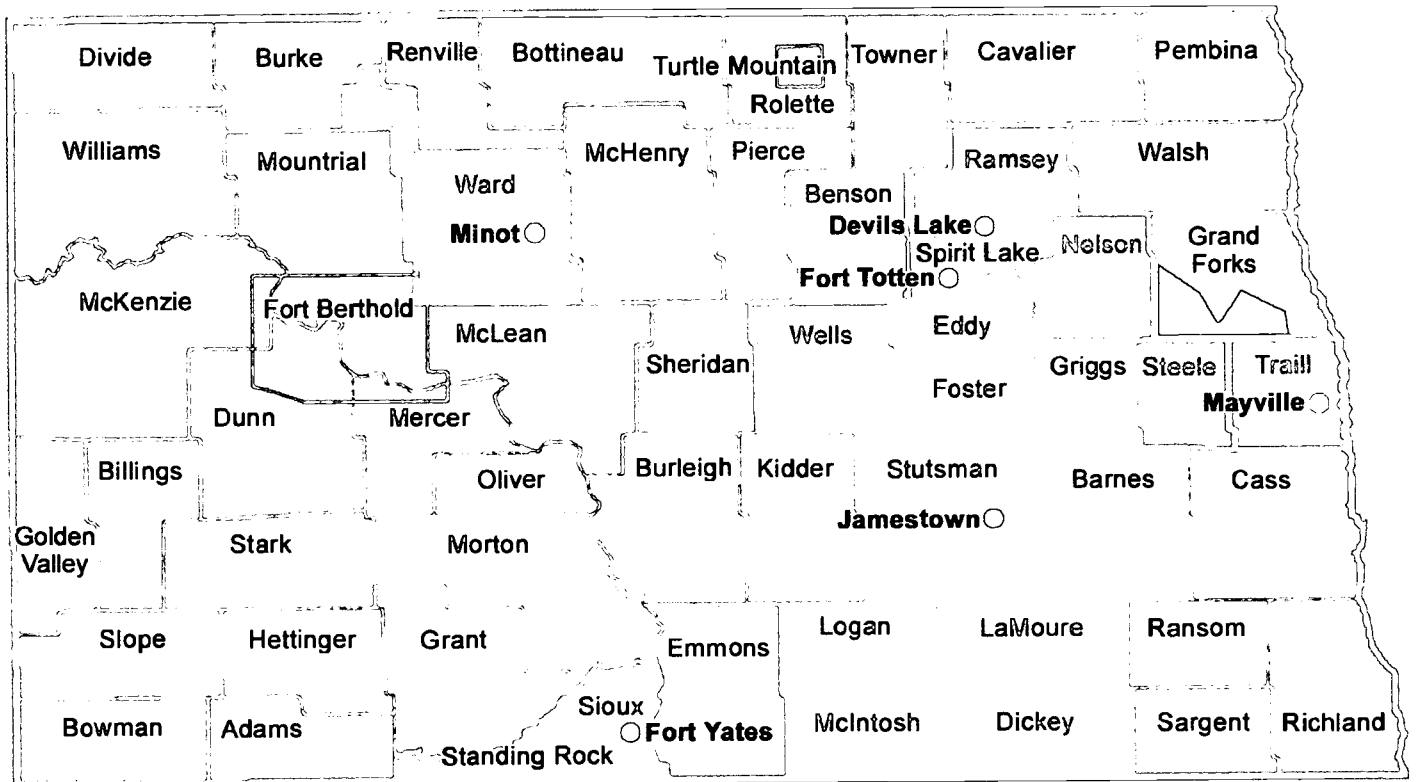 Divide
Burke
Renville
Bottineau
Turtle Mountain
Rolette
Towner
Cavalier
Pembina
Williams
Mountrial
Ward
Minot
McHenry
Pierce
Benson
Ramsey
Walsh
Devils Lake
Spirit Lake
Fort Totten
Nelson
Grand
Forks
McKenzie
Fort Berthold
McLean
Sheridan
Wells
Eddy
Foster
Griggs
Steele
Traill
Mayville
Dunn
Mercer
Billings
Oliver
Burleigh
Kidder
Stutsman
Barnes
Cass
Jamestown
Golden
Valley
Stark
Morton
Slope
Hettinger
Grant
Emmons
Logan
LaMoure
Ransom
Bowman
Adams
Sioux
Fort Yates
Standing Rock
McIntosh
Dickey
Sargent
Richland